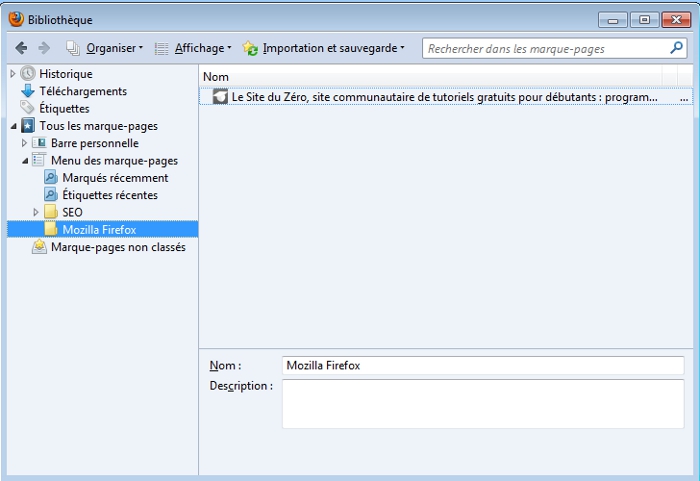 Bibliothèque
Organiser Affichage Importation et sauvegarde Rechercher dans les marque-pages
Historique
Téléchargements
Étiquettes
Tous les marque-pages
Barre personnelle
Menu des marque-pages
Marqués récemment
Étiquettes récentes
SEO
Mozilla Firefox
Marque-pages non classés
Nom
Le Site du Zéro, site communautaire de tutoriels gratuits pour débutants : program... ...
Nom : Mozilla Firefox
Description :